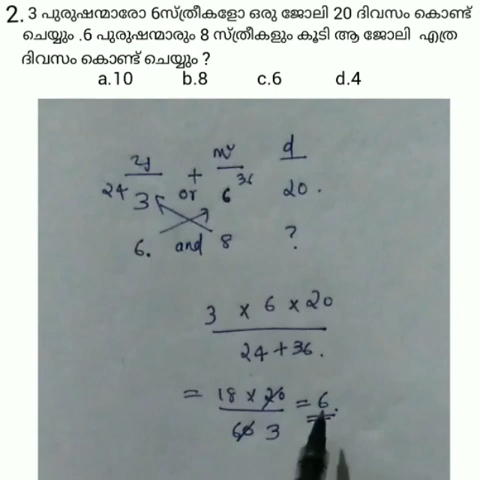 2. 3 പുരുഷന്മാരോ 6സ്ത്രീകളോ ഒരു ജോലി 20 ദിവസം കൊണ്ട്
ചെയ്യും .6 പുരുഷന്മാരും 8 സ്ത്രീകളും കൂടി ആ ജോലി എത്ര
ദിവസം കൊണ്ട് ചെയ്യും ?
a.10 b.8 c.6 d.4
പു + സ്ത്രീ d
24 3 or 6 36 20 .
6. and 8 ?
3 x 6 x 20
24 + 36 .
= 18 x 20 = 6.
60 3